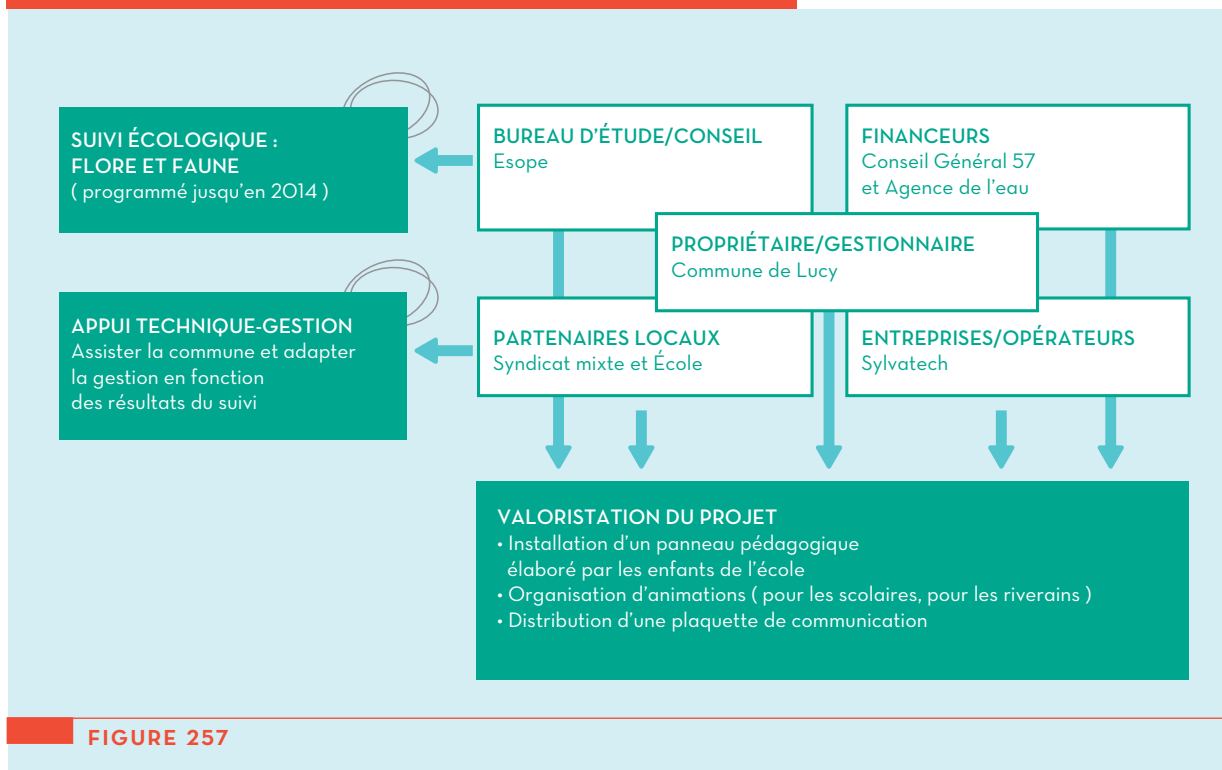 SUIVI ÉCOLOGIQUE :
FLORE ET FAUNE
( programmé jusqu'en 2014 )
BUREAU D'ÉTUDE/CONSEIL
Esope
FINANCEURS
Conseil Général 57
et Agence de l'eau
PROPRIÉTAIRE/GESTIONNAIRE
Commune de Lucy
APPUI TECHNIQUE-GESTION
Assister la commune et adapter
la gestion en fonction
des résultats du suivi
PARTENAIRES LOCAUX
Syndicat mixte et École
ENTREPRISES/OPÉRATEURS
Sylvatech
VALORISTATION DU PROJET
• Installation d'un panneau pédagogique
élaboré par les enfants de l'école
• Organisation d'animations ( pour les scolaires, pour les riverains )
• Distribution d'une plaquette de communication
FIGURE 257